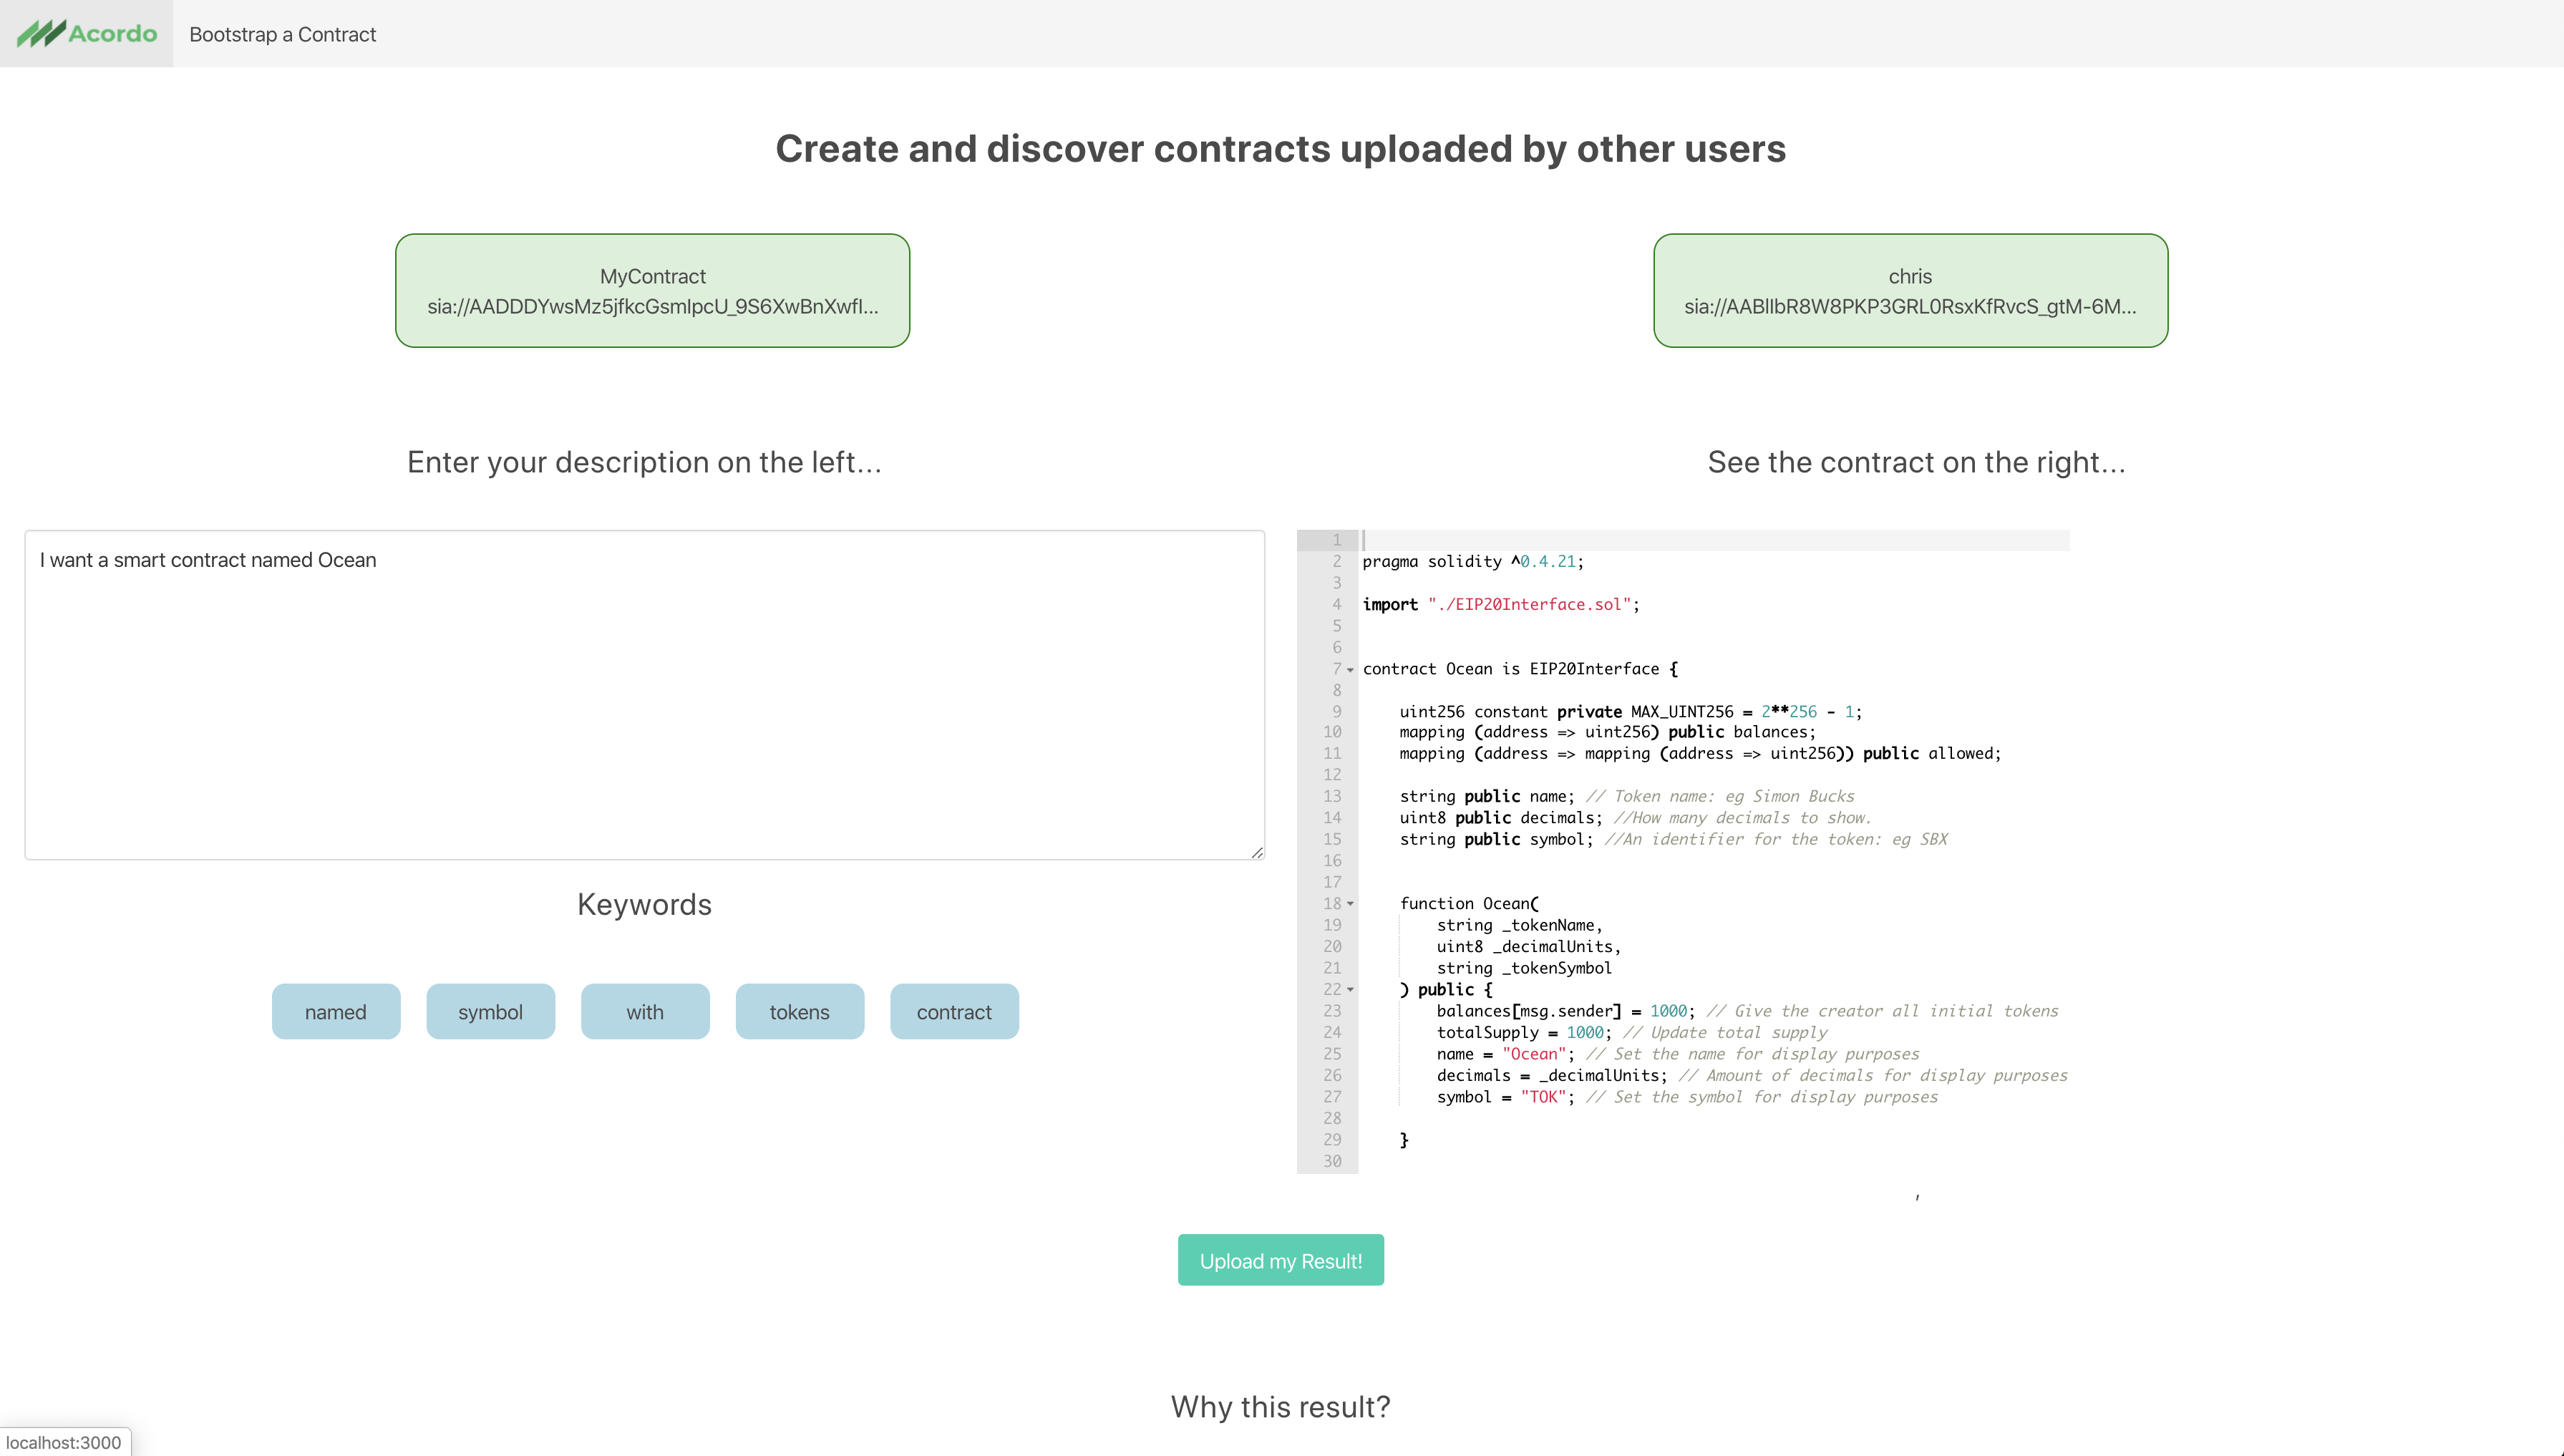 Acordo
Bootstrap a Contract
Create and discover contracts uploaded by other users
MyContract
sia://AADDDYwsMz5jfkcGsmIpcU_9S6XwBnXwfI...
chris
sia://AABlIbR8W8PKP3GRL0RsxKfRvcS_gtM-6M...
Enter your description on the left...
See the contract on the right...
I want a smart contract named Ocean
Keywords
named
symbol
with
tokens
contract
1
2 pragma solidity ^0.4.21;
3
4 import "./EIP20Interface.sol";
5
6
7 contract Ocean is EIP20Interface {
8
9 uint256 constant private MAX_UINT256 = 2**256 - 1;
10 mapping (address => uint256) public balances;
11 mapping (address => mapping (address => uint256)) public allowed;
12
13 string public name; // Token name: eg Simon Bucks
14 uint8 public decimals; //How many decimals to show.
15 string public symbol; //An identifier for the token: eg SBX
16
17
18 function Ocean(
19 string _tokenName,
20 uint8 _decimalUnits,
21 string _tokenSymbol
22 ) public {
23 balances[msg.sender] = 1000; // Give the creator all initial tokens
24 totalSupply = 1000; // Update total supply
25 name = "Ocean"; // Set the name for display purposes
26 decimals = _decimalUnits; // Amount of decimals for display purposes
27 symbol = "TOK"; // Set the symbol for display purposes
28
29 }
30
,
Upload my Result!
Why this result?
localhost:3000